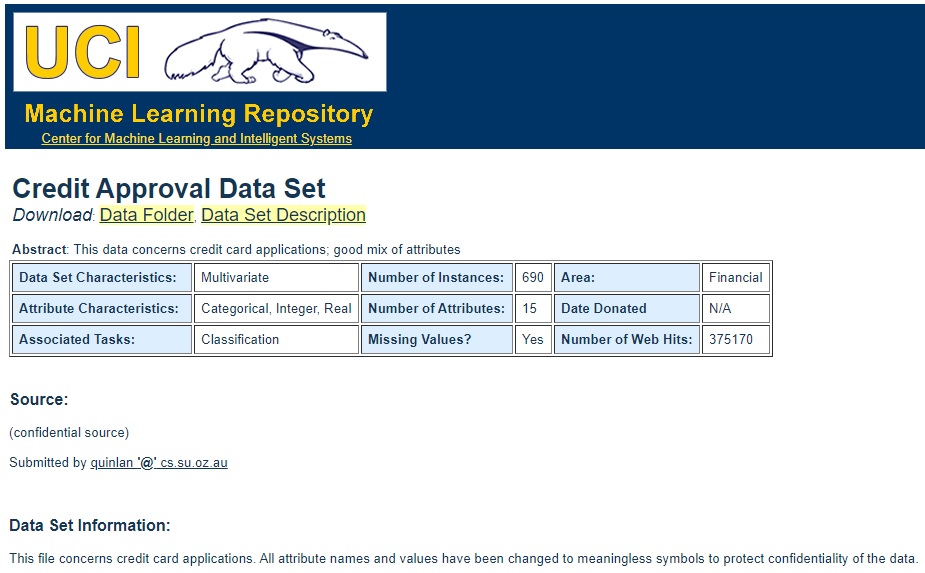 UCI
Machine Learning Repository
Center for Machine Learning and Intelligent Systems
Credit Approval Data Set
Download: Data Folder, Data Set Description
Abstract: This data concerns credit card applications; good mix of attributes
Data Set Characteristics: Multivariate Number of Instances: 690 Area: Financial
Attribute Characteristics: Categorical, Integer, Real Number of Attributes: 15 Date Donated N/A
Associated Tasks: Classification Missing Values? Yes Number of Web Hits: 375170
Source:
(confidential source)
Submitted by quinlan '@' cs.su.oz.au
Data Set Information:
This file concerns credit card applications. All attribute names and values have been changed to meaningless symbols to protect confidentiality of the data.